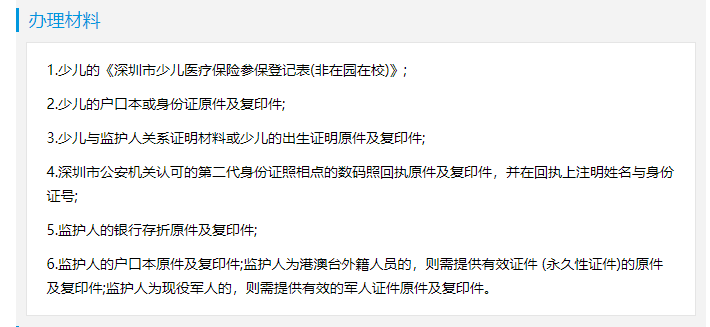 办理材料
1.少儿的《深圳市少儿医疗保险参保登记表(非在园在校)》;
2.少儿的户口本或身份证原件及复印件;
3.少儿与监护人关系证明材料或少儿的出生证明原件及复印件;
4.深圳市公安机关认可的第二代身份证照相点的数码照回执原件及复印件，并在回执上注明姓名与身份
证号;
5.监护人的银行存折原件及复印件;
6.监护人的户口本原件及复印件;监护人为港澳台外籍人员的，则需提供有效证件 (永久性证件)的原件
及复印件;监护人为现役军人的，则需提供有效的军人证件原件及复印件。